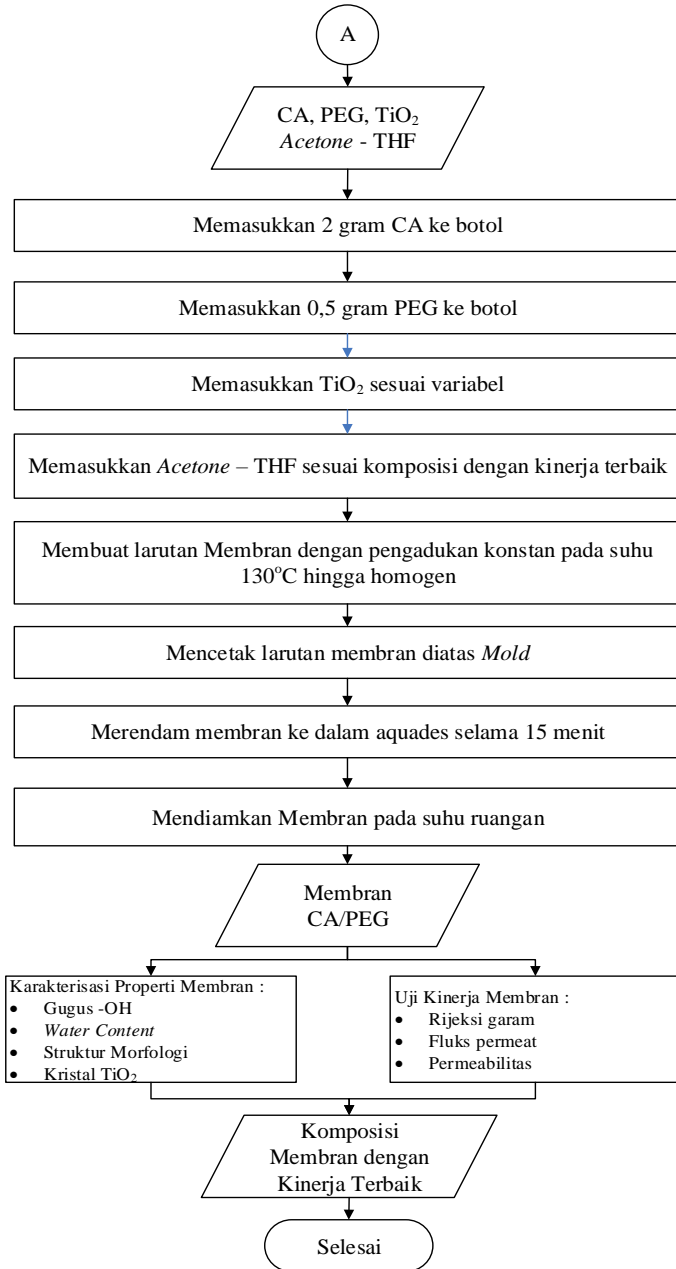 A
CA, PEG, TiO₂
Acetone - THF
Memasukkan 2 gram CA ke botol
Memasukkan 0,5 gram PEG ke botol
Memasukkan TiO₂ sesuai variabel
Memasukkan Acetone – THF sesuai komposisi dengan kinerja terbaik
Membuat larutan Membran dengan pengadukan konstan pada suhu
130°C hingga homogen
Mencetak larutan membran diatas Mold
Merendam membran ke dalam aquades selama 15 menit
Mendiamkan Membran pada suhu ruangan
Membran
CA/PEG
Karakterisasi Properti Membran :
• Gugus -OH
• Water Content
• Struktur Morfologi
• Kristal TiO₂
Uji Kinerja Membran :
• Rijeksi garam
• Fluks permeat
• Permeabilitas
Komposisi
Membran dengan
Kinerja Terbaik
Selesai